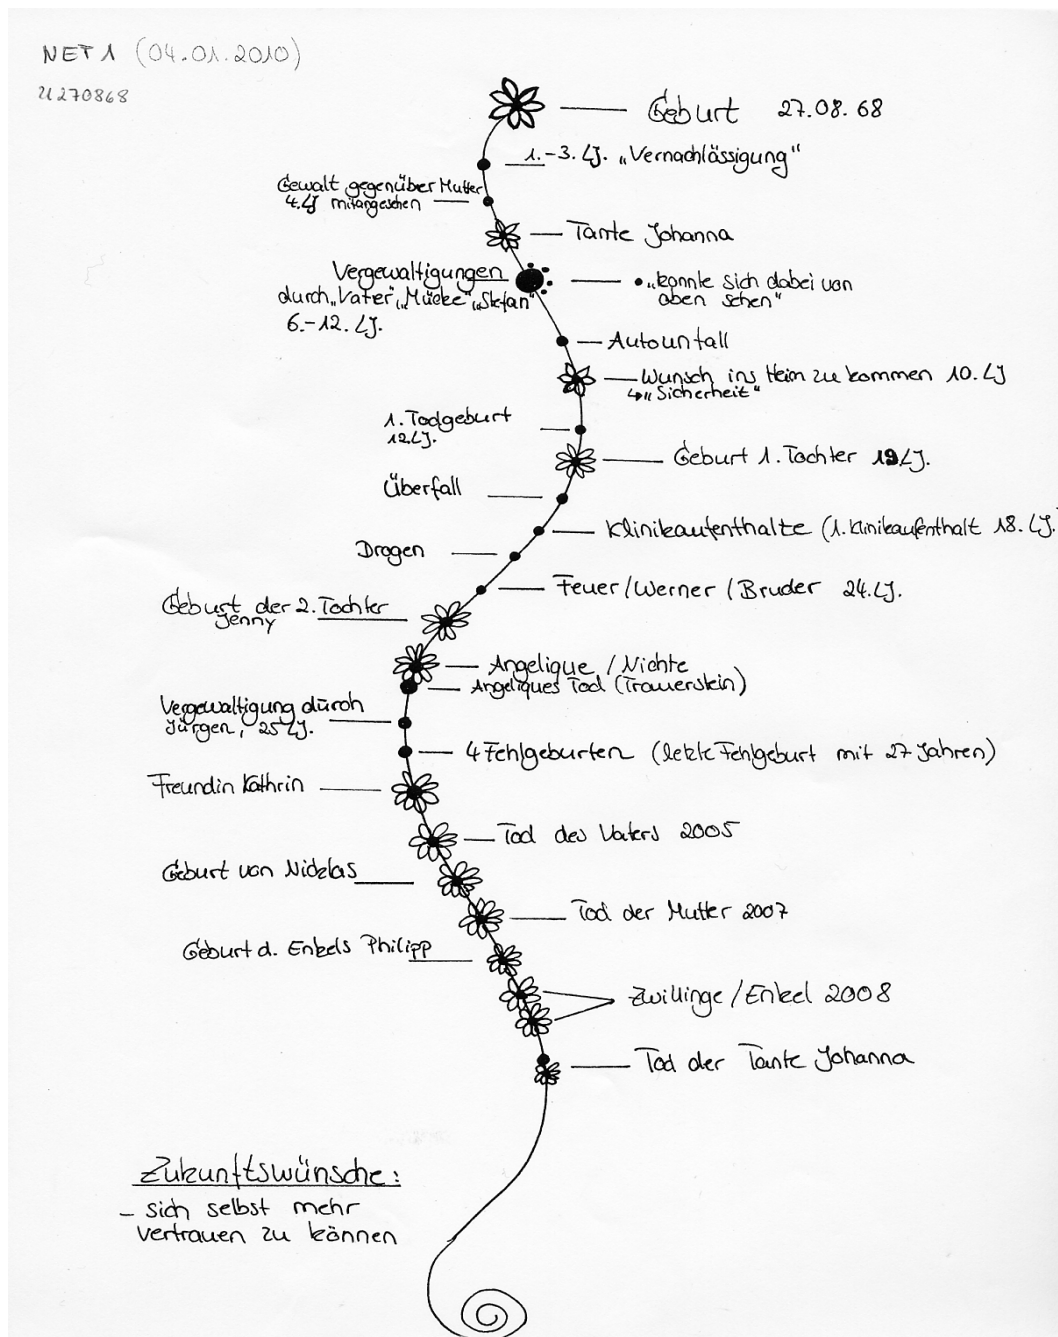 NET 1 (04.01.2010)
U270868
Geburt 27.08.68
1.-3. LJ. „Vernachlässigung"
Gewalt gegenüber Mutter
4. LJ mitangesehen
Tante Johanna
Vergewaltigungen
durch „Vater", „Mücke", „Stefan"
6.-12. LJ.
• „konnte sich dabei von
oben sehen"
Autounfall
Wunsch ins Heim zu kommen 10. LJ
↳ „Sicherheit"
1. Todgeburt
12 LJ.
Geburt 1. Tochter 19 LJ.
Überfall
Klinikaufenthalte (1. Klinikaufenthalt 18. LJ.
Drogen
Feuer/Werner/Bruder 24. LJ.
Geburt der 2. Tochter
Jenny
Angelique / Nichte
Angeliques Tod (Trauerstein)
Vergewaltigung durch
Jürgen, 25 LJ.
4 Fehlgeburten (letzte Fehlgeburt mit 27 Jahren)
Freundin Kathrin
Tod des Vaters 2005
Geburt von Nicklas
Tod der Mutter 2007
Geburt d. Enkels Philipp
Zwillinge/Enkel 2008
Tod der Tante Johanna
Zukunftswünsche:
- sich selbst mehr
vertrauen zu können